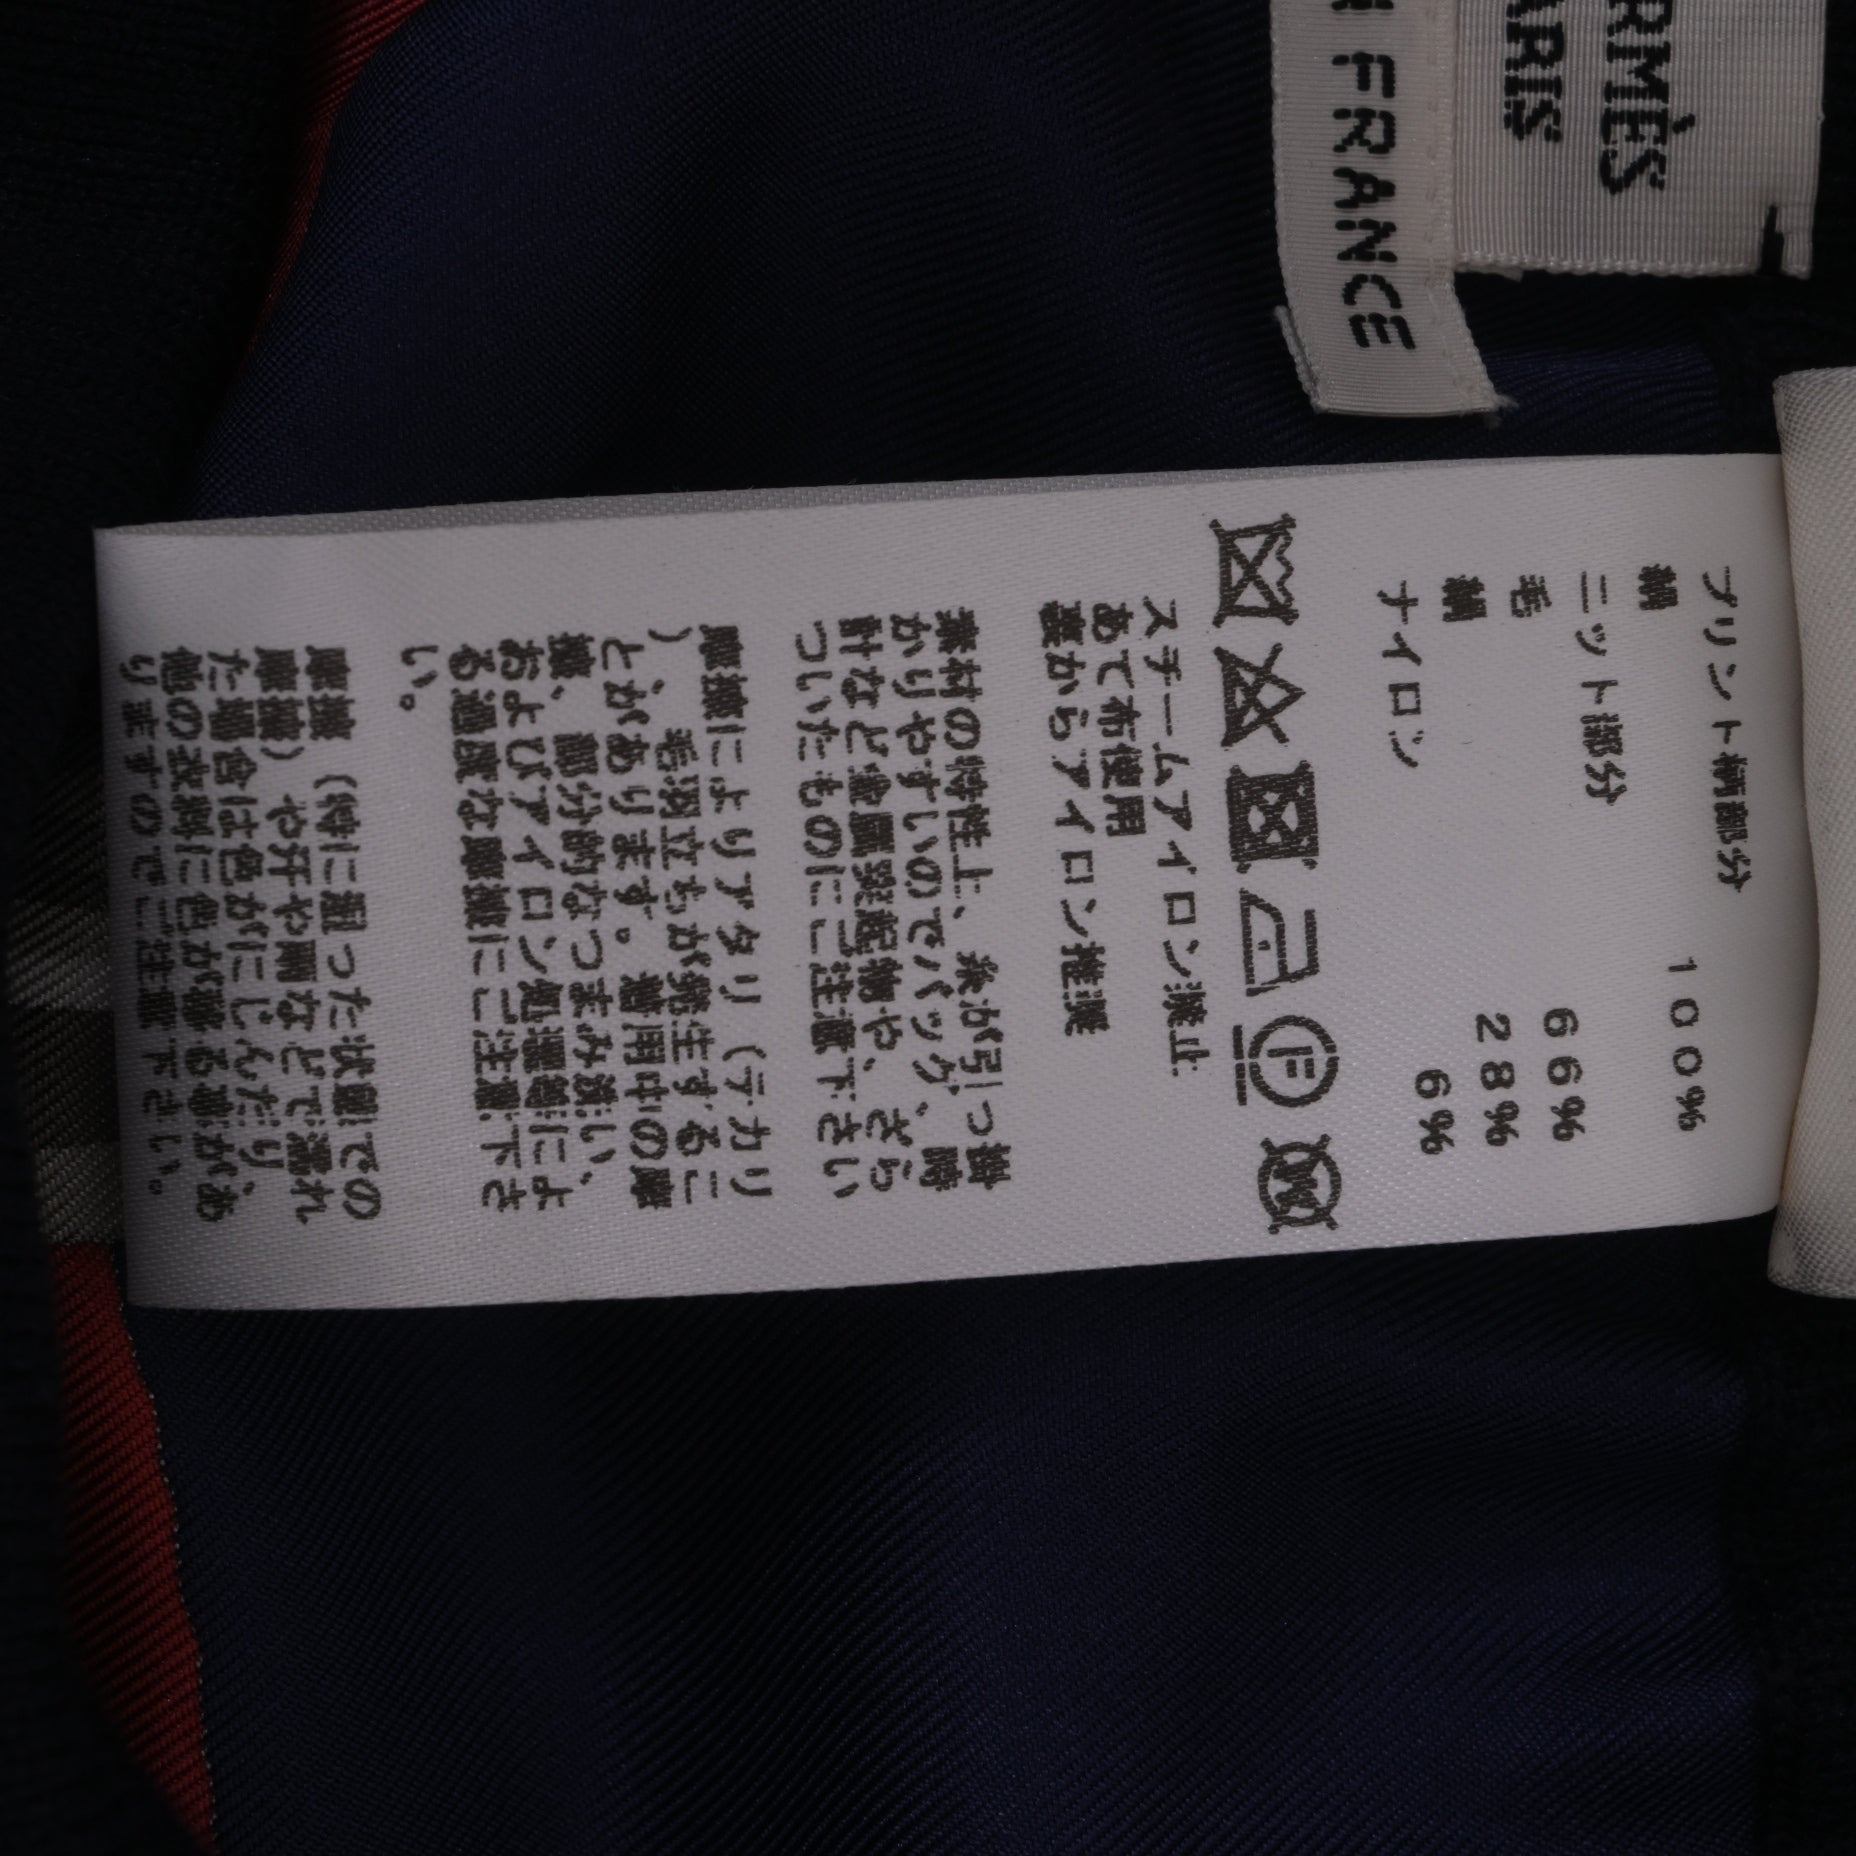 RMÈS
ARIS
N FRANCE
プリント柄部分
絹 100%
ニット部分
毛 66%
絹 28%
ナイロン 6%
スチームアイロン禁止
あて布使用
裏からアイロン推奨
素材の特性上、糸が引っ掛
かりやすいのでバッグ、時
計など金属突起物や、ざら
ついたものにご注意下さい
摩擦によりアタリ（テカリ
）、毛羽立ちが発生するこ
とがあります。着用中の摩
擦、部分的なつまみ洗い、
およびアイロン処理等によ
る過度な摩擦にご注意下さ
い。
摩擦（特に湿った状態での
摩擦）や汗や雨などで濡れ
た場合は色がにじんだり、
他の衣料に色が移る事があ
りますのでご注意下さい。